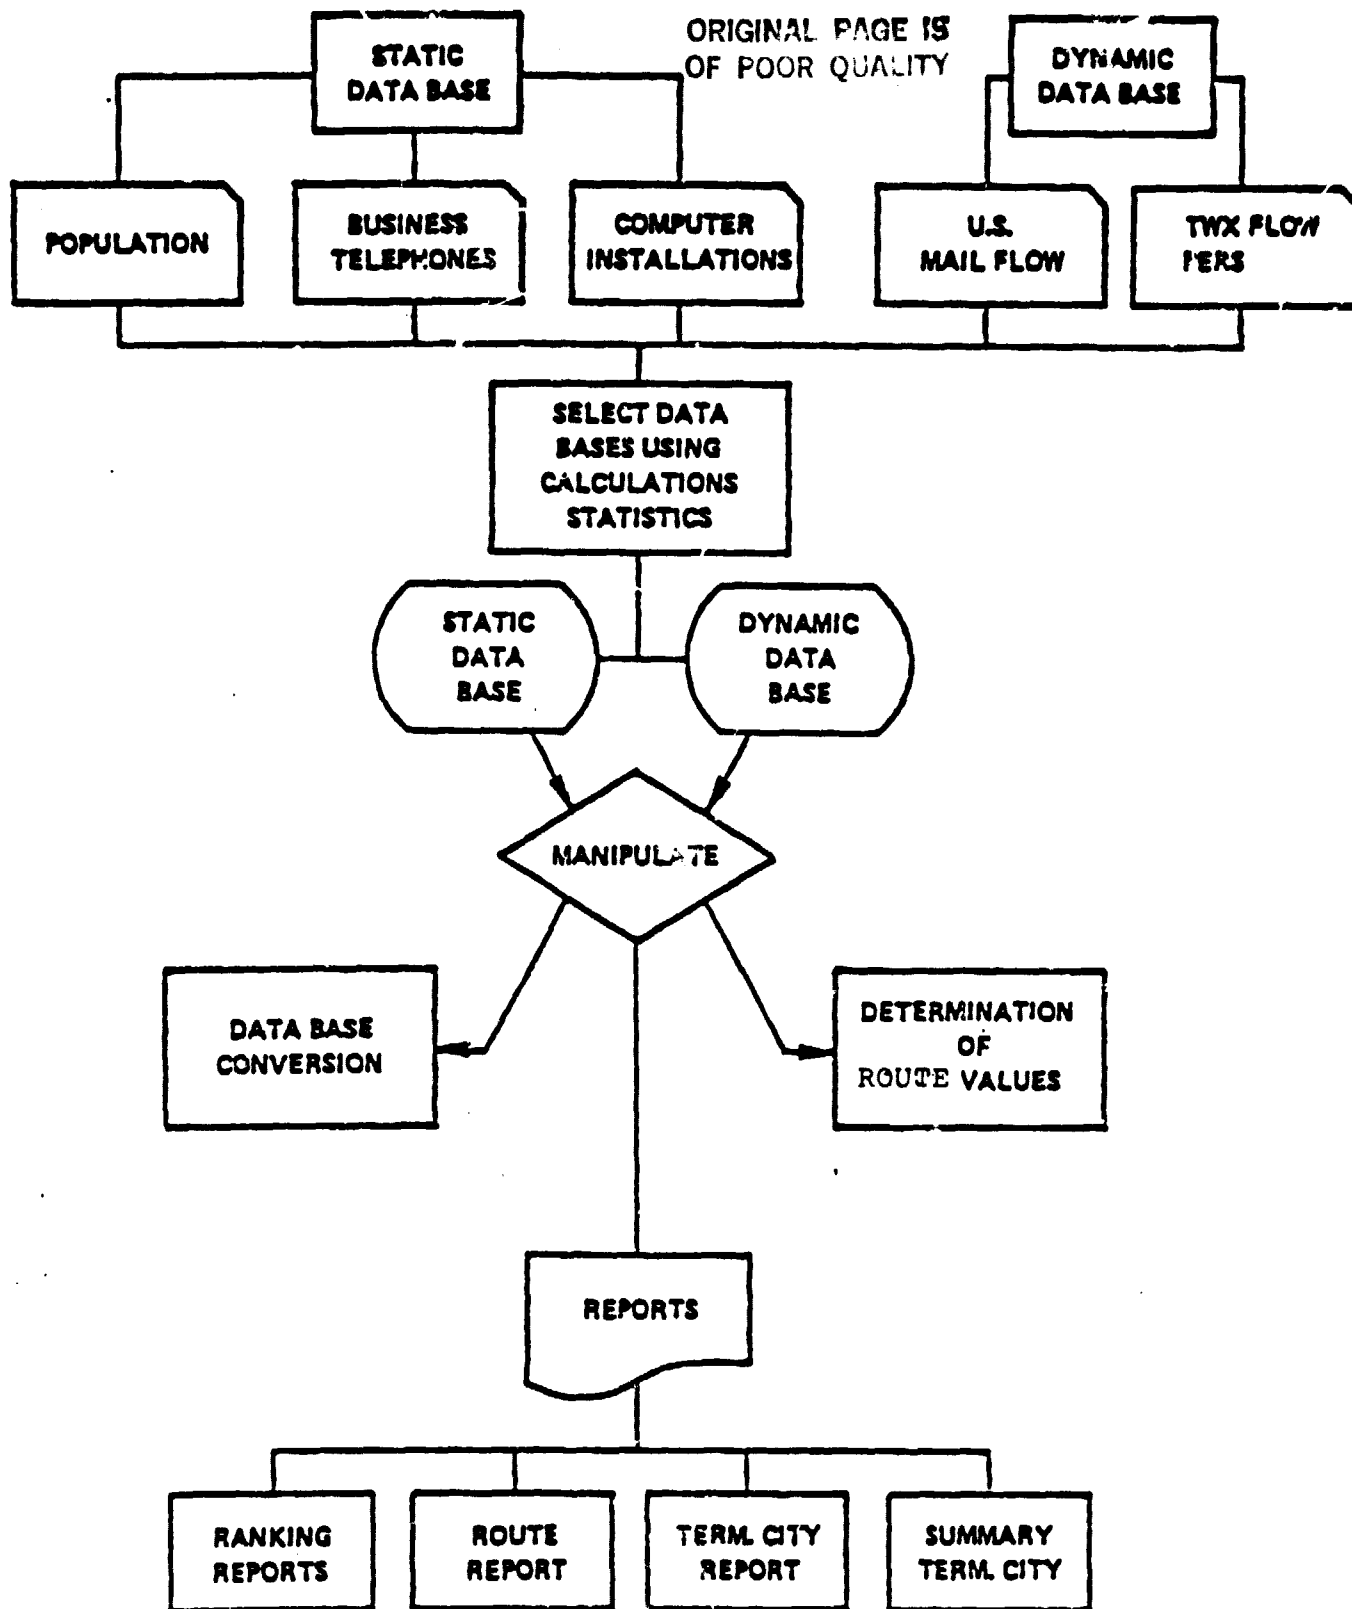 ORIGINAL PAGE IS
OF POOR QUALITY
STATIC
DATA BASE
DYNAMIC
DATA BASE
POPULATION
BUSINESS
TELEPHONES
COMPUTER
INSTALLATIONS
U.S.
MAIL FLOW
TWX FLOW
PERS
SELECT DATA
BASES USING
CALCULATIONS
STATISTICS
STATIC
DATA
BASE
DYNAMIC
DATA
BASE
MANIPULATE
DATA BASE
CONVERSION
DETERMINATION
OF
ROUTE VALUES
REPORTS
RANKING
REPORTS
ROUTE
REPORT
TERM. CITY
REPORT
SUMMARY
TERM. CITY